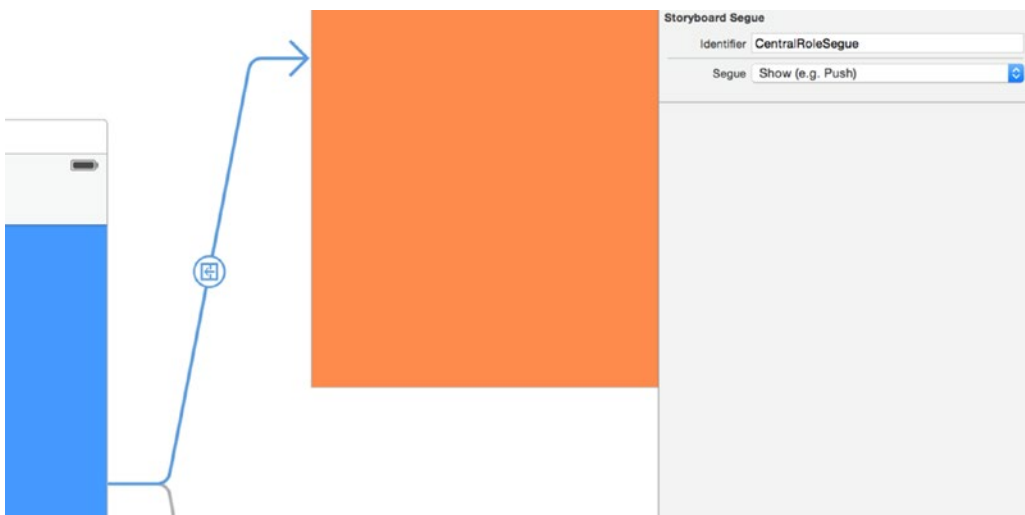 Storyboard Segue
Identifier CentralRoleSegue
Segue Show (e.g. Push)